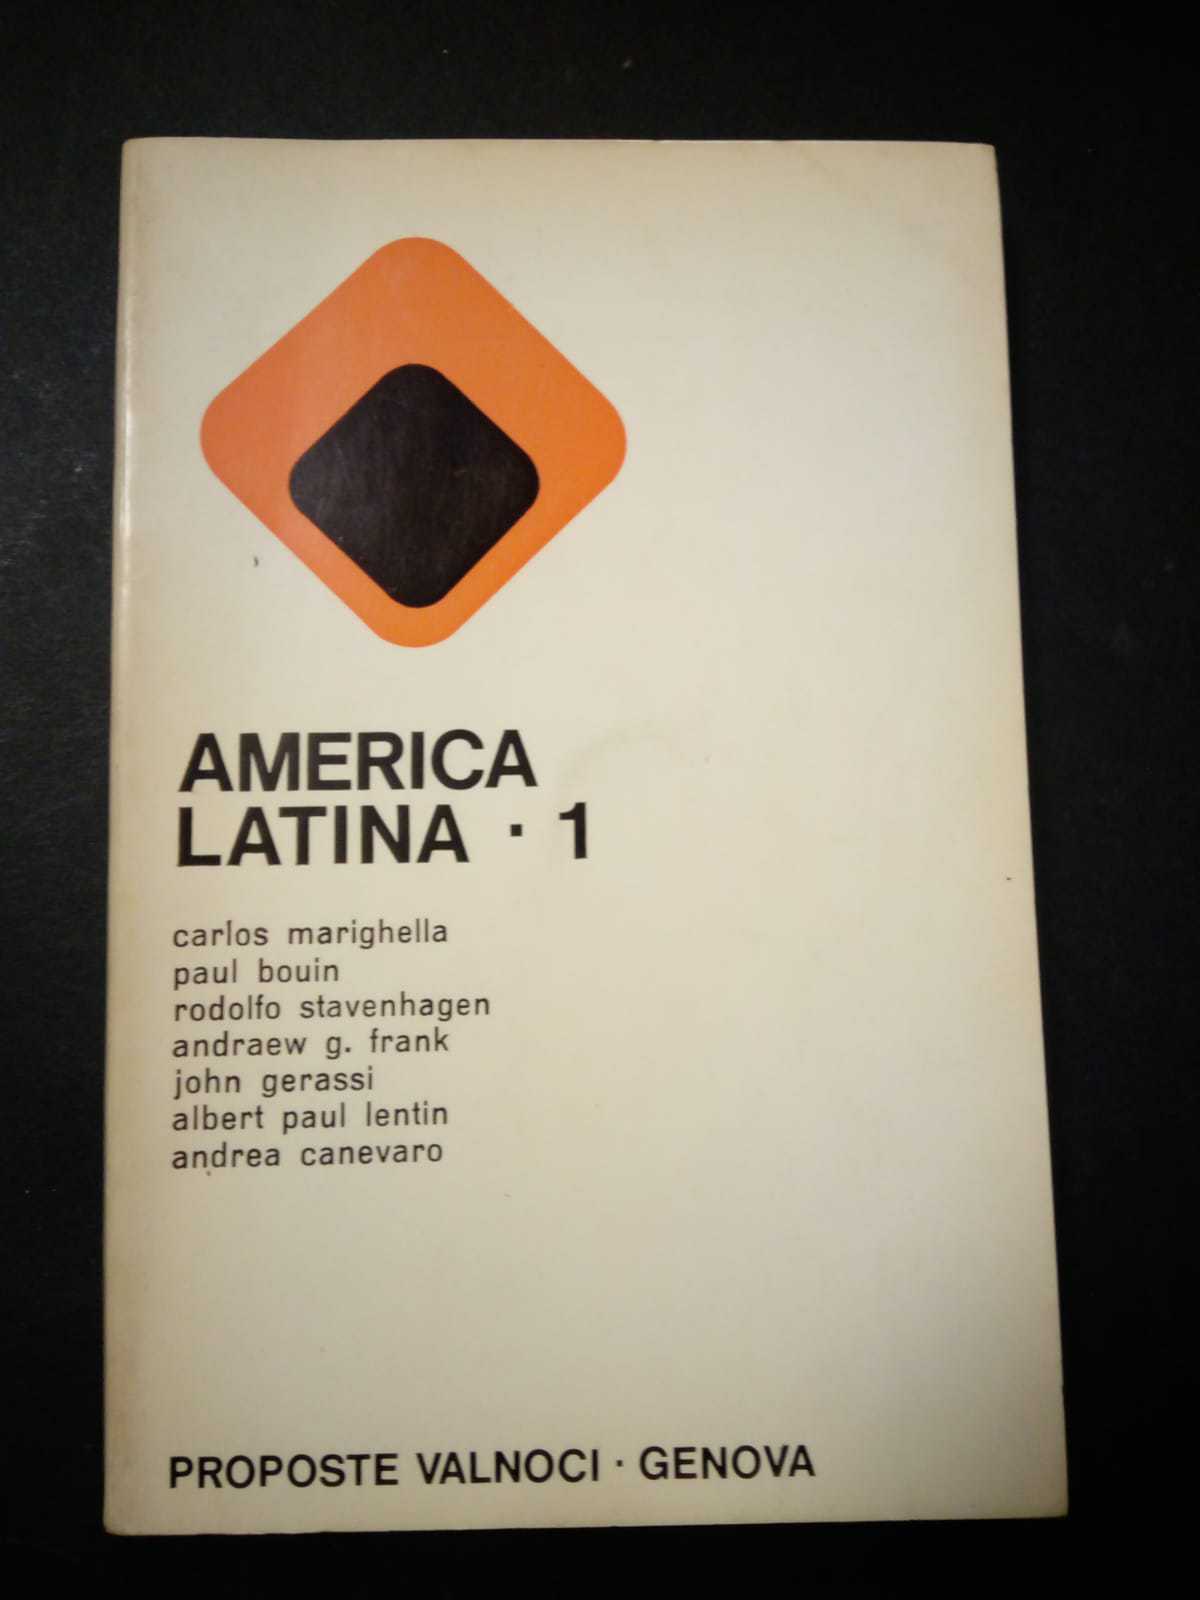 AMERICA
LATINA · 1
carlos marighella
paul bouin
rodolfo stavenhagen
andraew g. frank
john gerassi
albert paul lentin
andrea canevaro
PROPOSTE VALNOCI · GENOVA